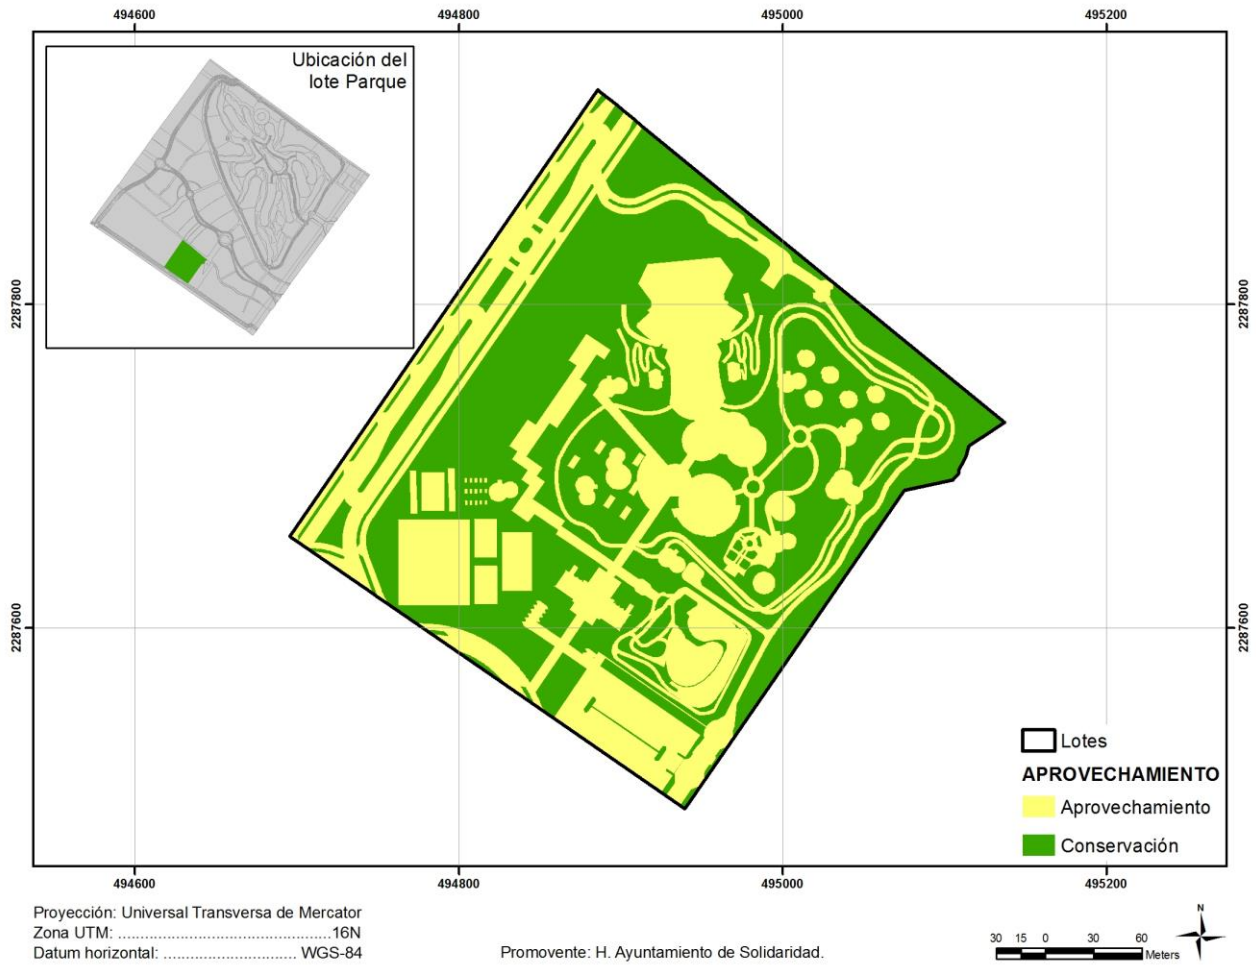 494600
494800
495000
495200
Ubicación del
lote Parque
2287800
2287800
2287600
2287600
Lotes
APROVECHAMIENTO
Aprovechamiento
Conservación
494600
494800
495000
495200
Proyección: Universal Transversa de Mercator
Zona UTM: ................................................16N
Datum horizontal: .............................. WGS-84
Promovente: H. Ayuntamiento de Solidaridad.
30 15 0 30 60
Meters
N